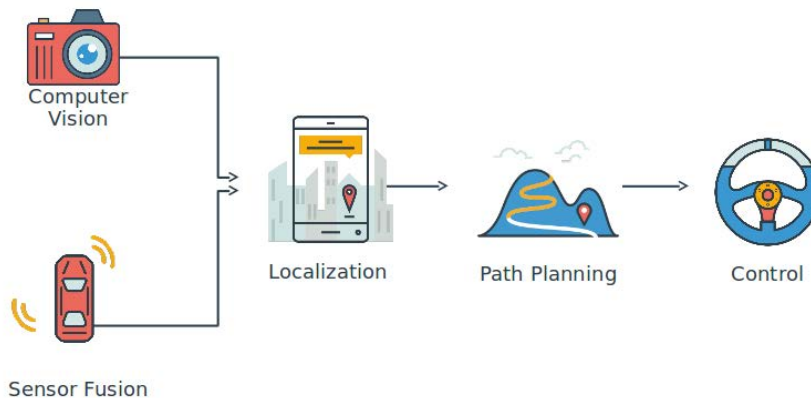 Computer
Vision
Localization
Path Planning
Control
Sensor Fusion